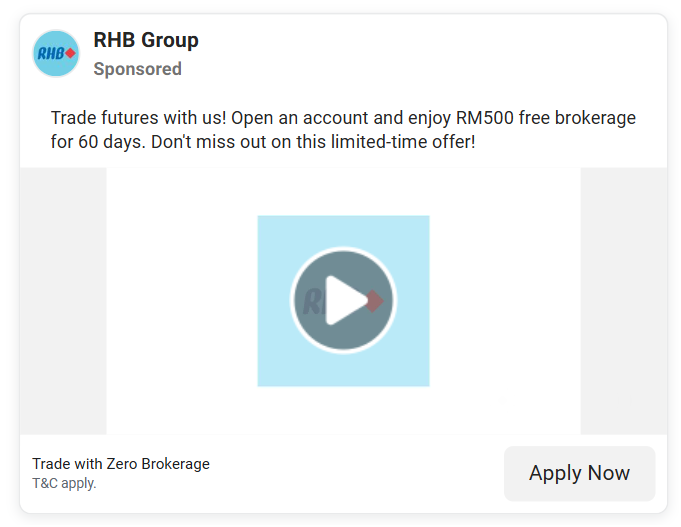 RHB
RHB Group
Sponsored
Trade futures with us! Open an account and enjoy RM500 free brokerage
for 60 days. Don't miss out on this limited-time offer!
RHB
Trade with Zero Brokerage
T&C apply.
Apply Now